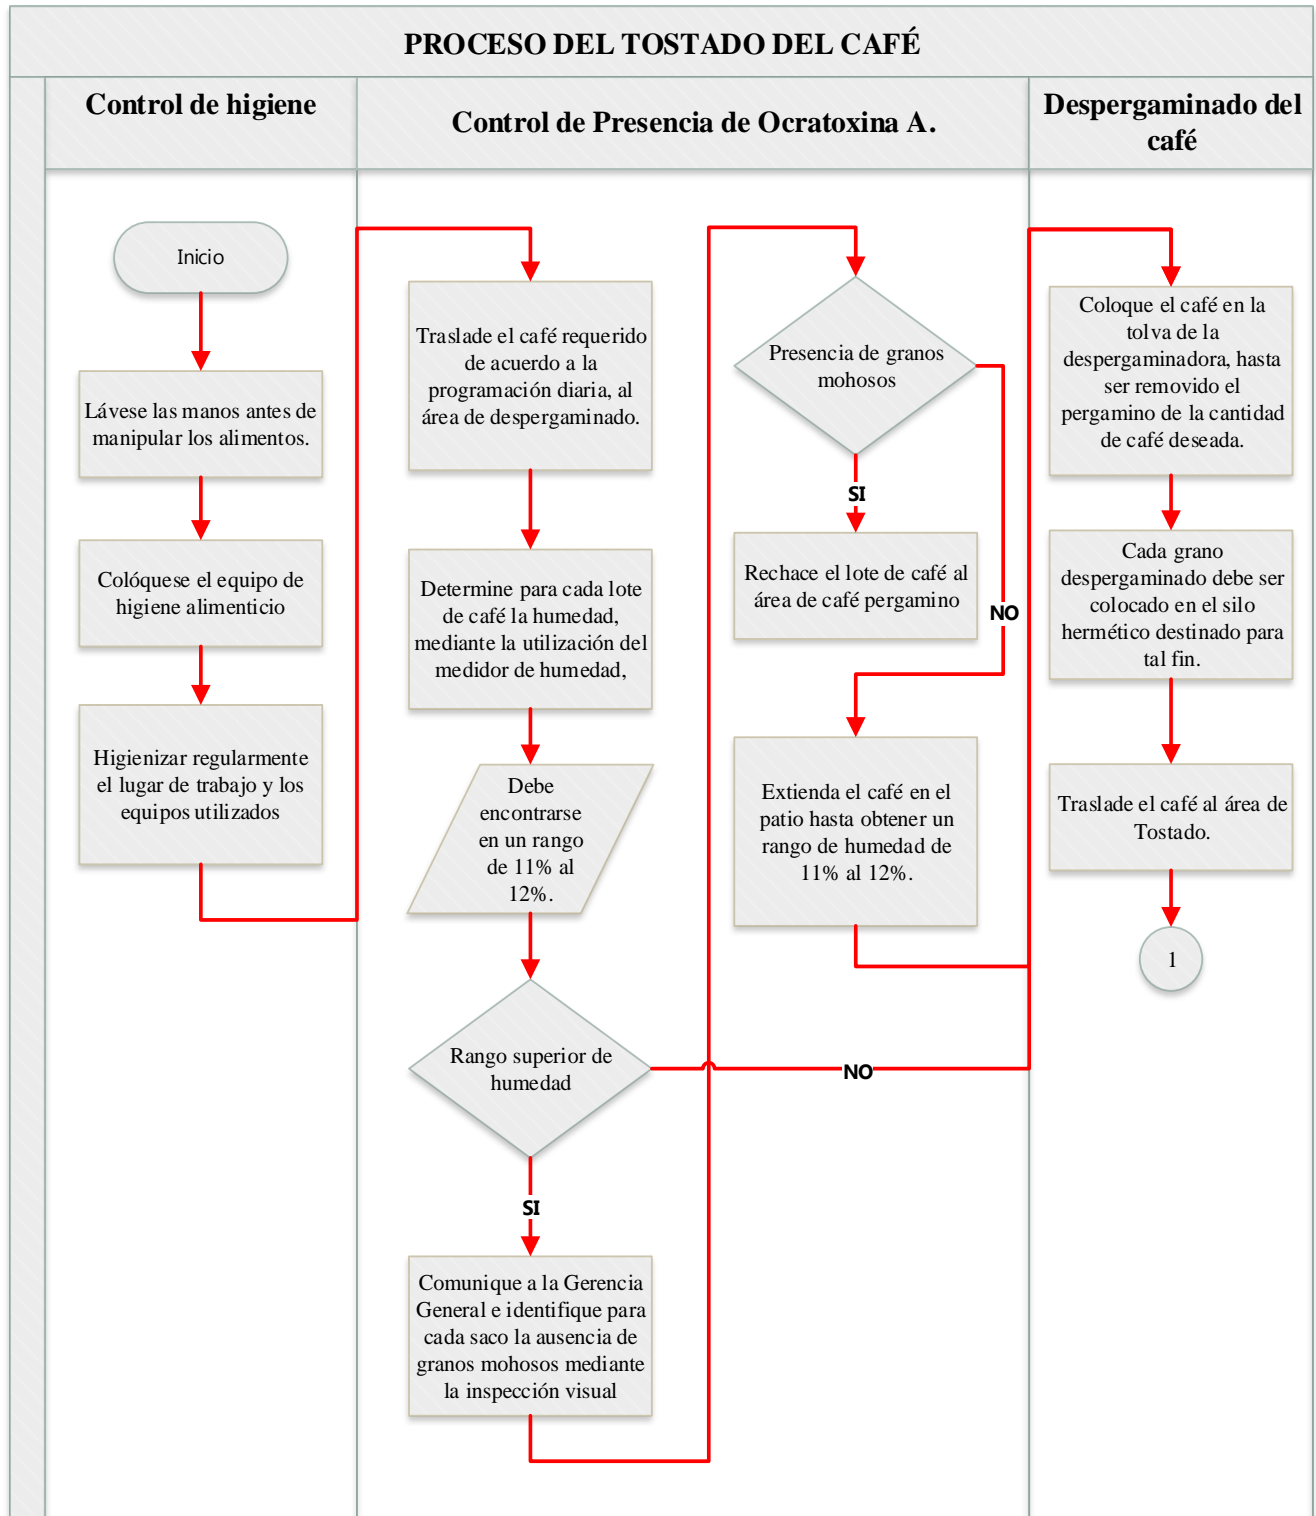 PROCESO DEL TOSTADO DEL CAFÉ
Control de higiene
Control de Presencia de Ocratoxina A.
Despergaminado del
café
Inicio
Lávese las manos antes de
manipular los alimentos.
Colóquese el equipo de
higiene alimenticio
Higienizar regularmente
el lugar de trabajo y los
equipos utilizados
Traslade el café requerido
de acuerdo a la
programación diaria, al
área de despergaminado.
Determine para cada lote
de café la humedad,
mediante la utilización del
medidor de humedad,
Debe
encontrarse
en un rango
de 11% al
12%.
Rango superior de
humedad
NO
SI
Comunique a la Gerencia
General e identifique para
cada saco la ausencia de
granos mohosos mediante
la inspección visual
Presencia de granos
mohosos
SI
Rechace el lote de café al
área de café pergamino
NO
Extienda el café en el
patio hasta obtener un
rango de humedad de
11% al 12%.
Coloque el café en la
tolva de la
despergaminadora, hasta
ser removido el
pergamino de la cantidad
de café deseada.
Cada grano
despergaminado debe ser
colocado en el silo
hermético destinado para
tal fin.
Traslade el café al área de
Tostado.
1